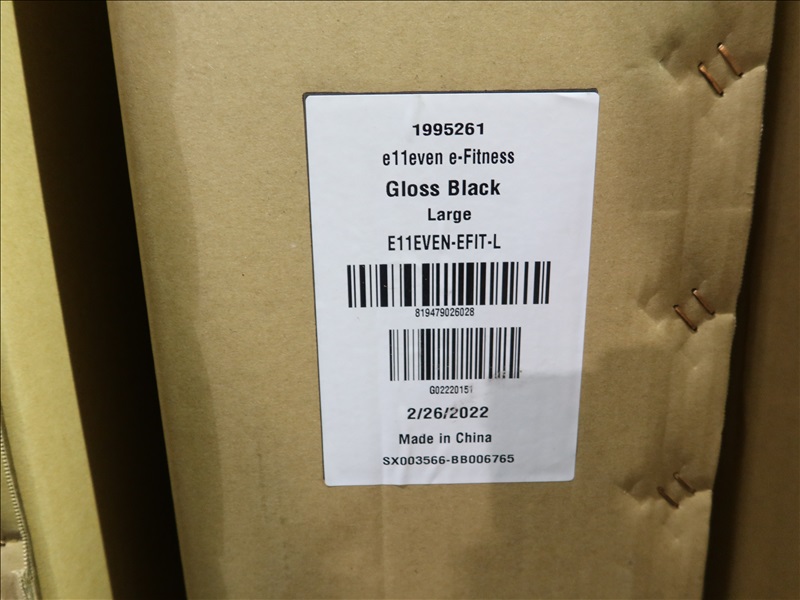 1995261
e11even e-Fitness
Gloss Black
Large
E11EVEN-EFIT-L
819479026028
G02220151
2/26/2022
Made in China
SX003566-BB006765